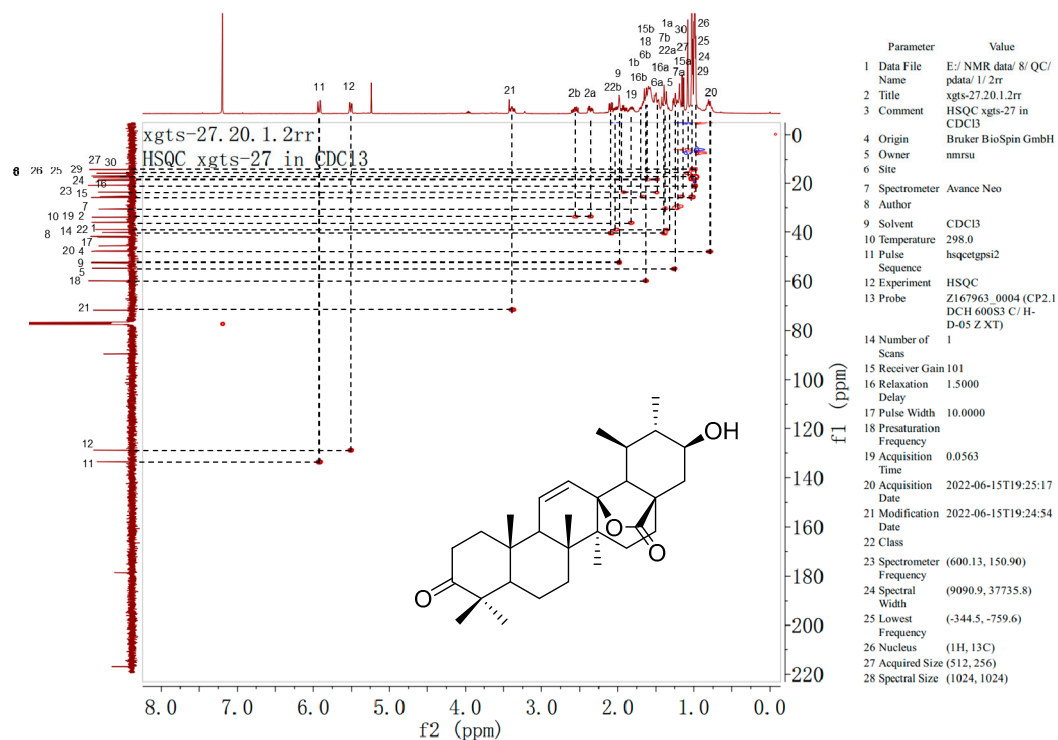 11
12
21
2b
2a
22b
9
19
1b
16b
15b
18
6b
1a
7b
22a
16a
6a
5
30
27
15a
7a
26
25
24
29
20
xgts-27.20.1.2rr
HSQC xgts-27 in CDCl3
27 30
26 25 29
24
16
23 15
7
10 19 2
14 22 1
8
17
20 4
9
5
18
21
12
11
0
20
40
60
80
100
120
140
160
180
200
220
f1 (ppm)
8.0 7.0 6.0 5.0 4.0 3.0 2.0 1.0 0.0
f2 (ppm)
OH
O
O
O
Parameter Value
1 Data File Name E:/ NMR data/ 8/ QC/ pdata/ 1/ 2rr
2 Title xgts-27.20.1.2rr
3 Comment HSQC xgts-27 in CDCl3
4 Origin Bruker BioSpin GmbH
5 Owner nmrsu
6 Site
7 Spectrometer Avance Neo
8 Author
9 Solvent CDCl3
10 Temperature 298.0
11 Pulse Sequence hsqcetgpsi2
12 Experiment HSQC
13 Probe Z167963_0004 (CP2.1 DCH 600S3 C/ H-D-05 Z XT)
14 Number of Scans 1
15 Receiver Gain 101
16 Relaxation Delay 1.5000
17 Pulse Width 10.0000
18 Presaturation Frequency
19 Acquisition Time 0.0563
20 Acquisition Date 2022-06-15T19:25:17
21 Modification Date 2022-06-15T19:24:54
22 Class
23 Spectrometer Frequency (600.13, 150.90)
24 Spectral Width (9090.9, 37735.8)
25 Lowest Frequency (-344.5, -759.6)
26 Nucleus (1H, 13C)
27 Acquired Size (512, 256)
28 Spectral Size (1024, 1024)